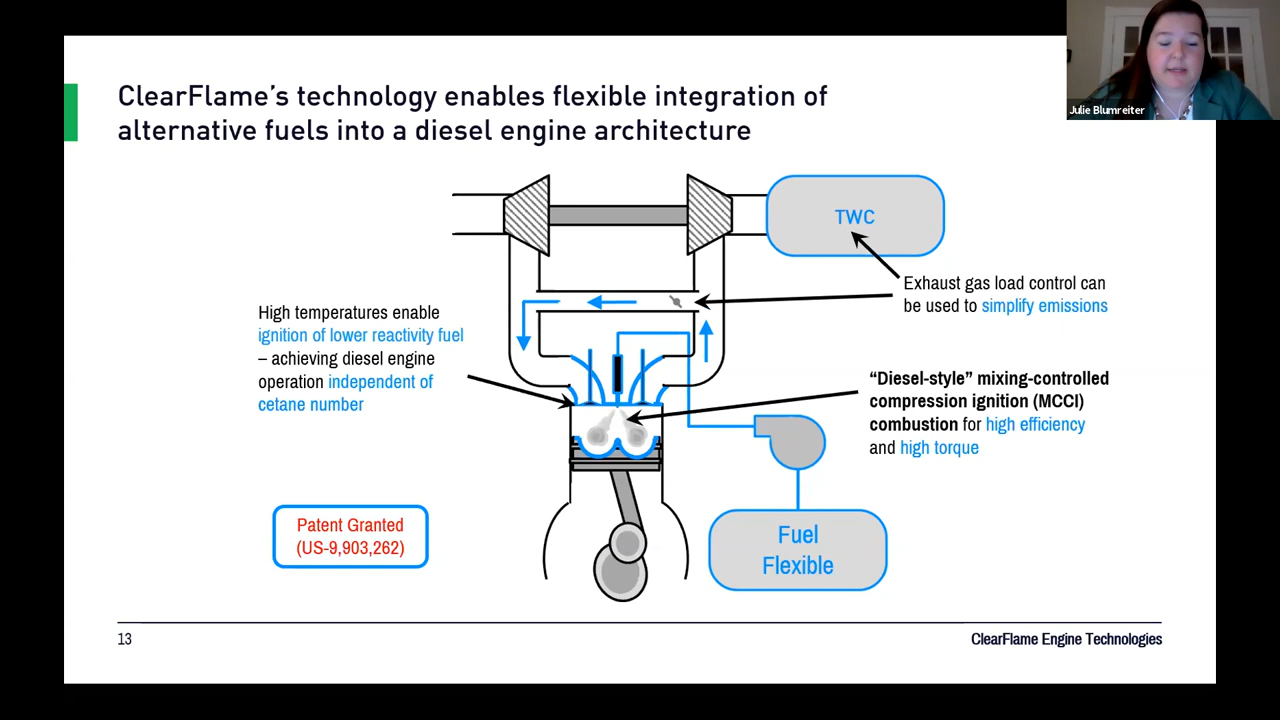 Julie Blumreiter
ClearFlame's technology enables flexible integration of
alternative fuels into a diesel engine architecture
TWC
Exhaust gas load control can
be used to simplify emissions
High temperatures enable
ignition of lower reactivity fuel
– achieving diesel engine
operation independent of
cetane number
“Diesel-style” mixing-controlled
compression ignition (MCCI)
combustion for high efficiency
and high torque
Patent Granted
(US-9,903,262)
Fuel
Flexible
13
ClearFlame Engine Technologies